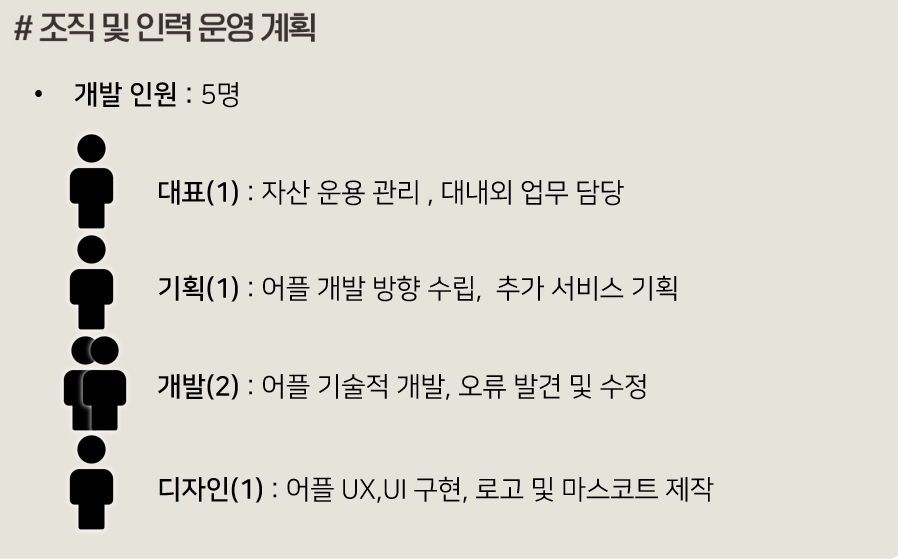 # 조직 및 인력 운영 계획
• 개발 인원 : 5명
대표(1) : 자산 운용 관리 , 대내외 업무 담당
기획(1) : 어플 개발 방향 수립, 추가 서비스 기획
개발(2) : 어플 기술적 개발, 오류 발견 및 수정
디자인(1) : 어플 UX,UI 구현, 로고 및 마스코트 제작